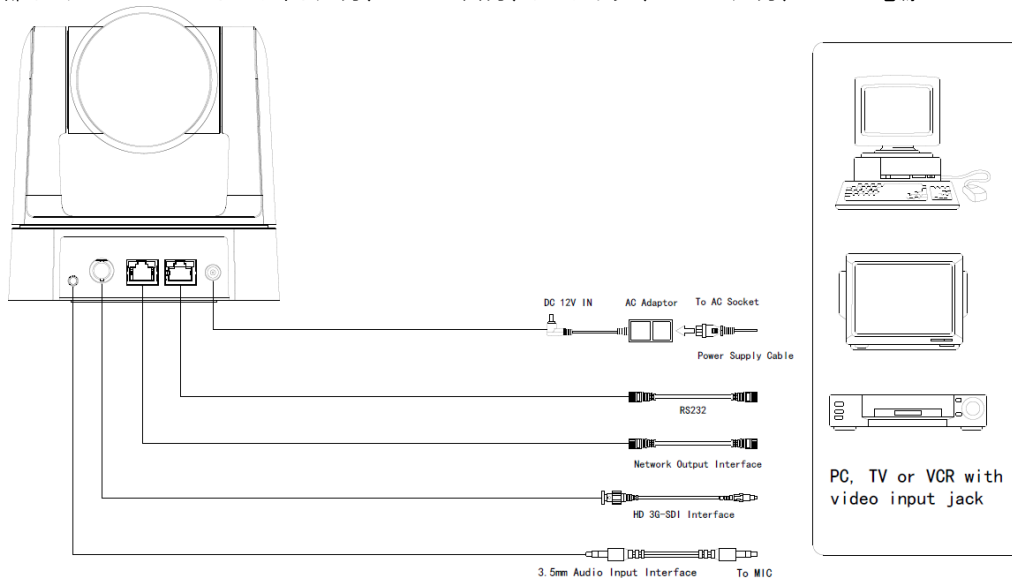 DC 12V IN
AC Adaptor
To AC Socket
Power Supply Cable
RS232
Network Output Interface
HD 3G-SDI Interface
3.5mm Audio Input Interface
To MIC
PC, TV or VCR with
video input jack